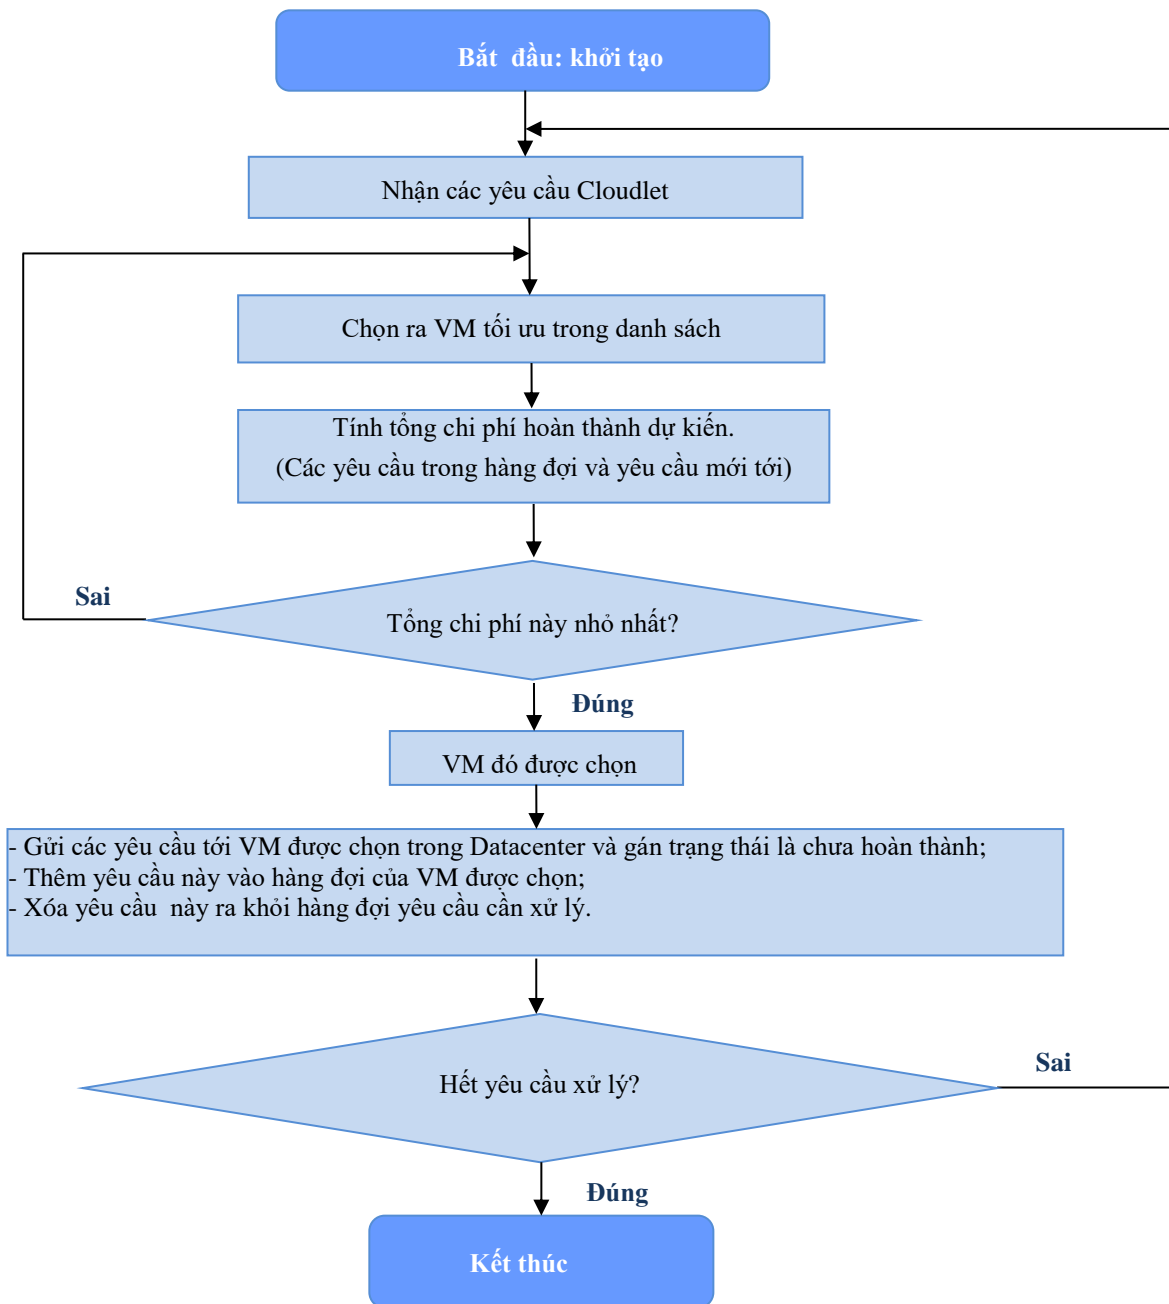 Bắt đầu: khởi tạo
Nhận các yêu cầu Cloudlet
Chọn ra VM tối ưu trong danh sách
Tính tổng chi phí hoàn thành dự kiến.
(Các yêu cầu trong hàng đợi và yêu cầu mới tới)
Sai
Tổng chi phí này nhỏ nhất?
Đúng
VM đó được chọn
- Gửi các yêu cầu tới VM được chọn trong Datacenter và gán trạng thái là chưa hoàn thành;
- Thêm yêu cầu này vào hàng đợi của VM được chọn;
- Xóa yêu cầu này ra khỏi hàng đợi yêu cầu cần xử lý.
Hết yêu cầu xử lý?
Sai
Đúng
Kết thúc